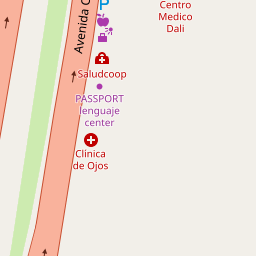 P
Centro
Medico
Dali
Avenida C
Saludcoop
PASSPORT
lenguaje
center
Clínica
de Ojos